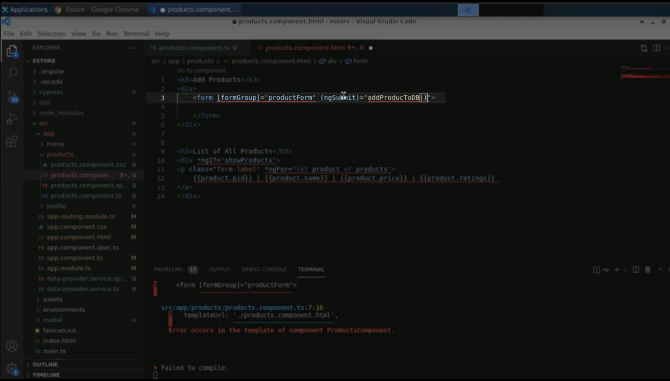 Applications
Estore - Google Chrome
products.component....
products.component.html - estore - Visual Studio Code
File Edit Selection View Go Run Terminal Help
EXPLORER
products.component.ts U
products.component.html 9+, U
src > app > products > products.component.html > div > form
Go to component
ESTORE
.angular
.vscode
cypress
dist
node_modules
src
app
home
products
products.component.css U
products.compone... 9+, U
products.component.sp... U
products.component.ts U
profile
app-routing.module.ts M
app.component.css M
app.component.html M
app.component.spec.ts
app.component.ts M
app.module.ts M
data-provider.service.sp... U
data-provider.service.ts U
assets
environments
modul
favicon.ico
index.html
main.ts
OUTLINE
TIMELINE
1 <h3>Add Products</h3>
2 <div>
3 <form [formGroup]="productForm" (ngSubmit)="addProducToDB()">
4
5 </form>
6 </div>
7
8
9 <h3>List of All Products</h3>
10 <div *ngIf="showProducts">
11 <p class="form-label" *ngFor="let product of products">
12 {{product.pid}} | {{product.name}} | {{product.price}} | {{product.ratings}}
13 </p>
14 </div>
PROBLEMS 10 OUTPUT DEBUG CONSOLE TERMINAL
ng
<form [formGroup]="productForm">
src/app/products/products.component.ts:7:16
templateUrl: './products.component.html',
Error occurs in the template of component ProductsComponent.
× Failed to compile.